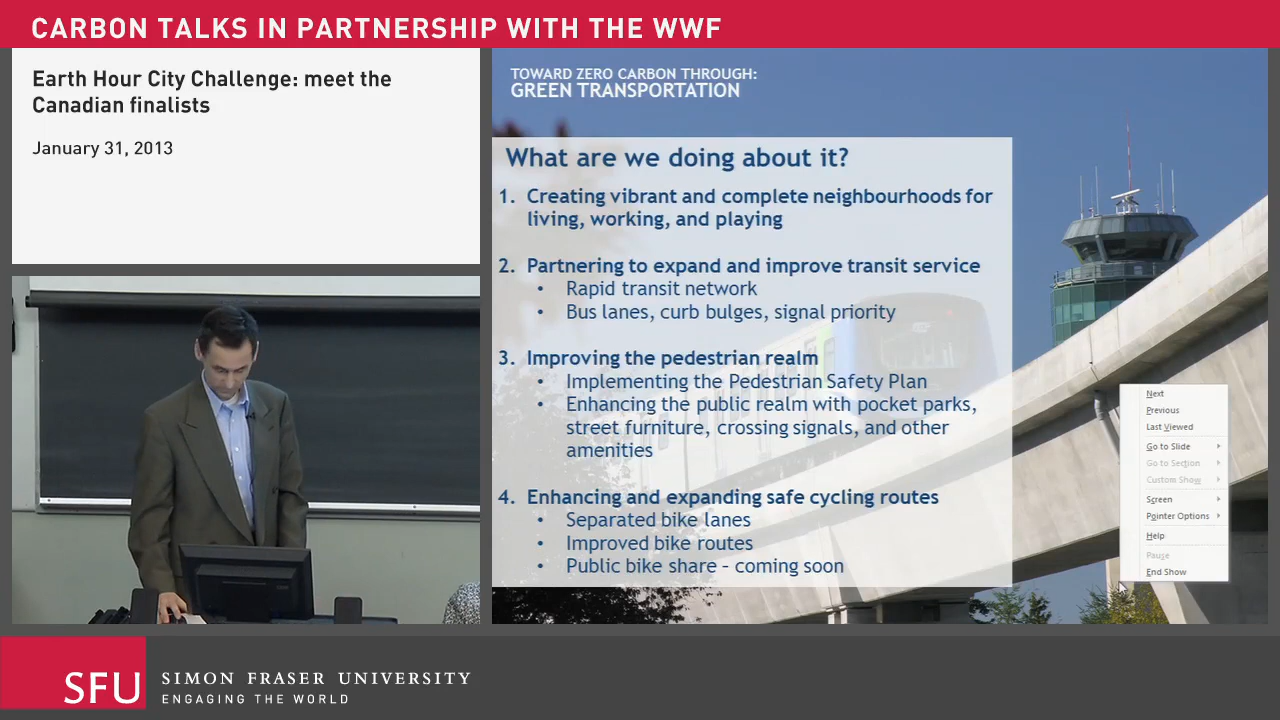 CARBON TALKS IN PARTNERSHIP WITH THE WWF
Earth Hour City Challenge: meet the
Canadian finalists
January 31, 2013
TOWARD ZERO CARBON THROUGH:
GREEN TRANSPORTATION
What are we doing about it?
1. Creating vibrant and complete neighbourhoods for
living, working, and playing
2. Partnering to expand and improve transit service
• Rapid transit network
• Bus lanes, curb bulges, signal priority
3. Improving the pedestrian realm
• Implementing the Pedestrian Safety Plan
• Enhancing the public realm with pocket parks,
street furniture, crossing signals, and other
amenities
4. Enhancing and expanding safe cycling routes
• Separated bike lanes
• Improved bike routes
• Public bike share – coming soon
Next
Previous
Last Viewed
Go to Slide
Go to Section
Custom Show
Screen
Pointer Options
Help
Pause
End Show
SFU
SIMON FRASER UNIVERSITY
ENGAGING THE WORLD